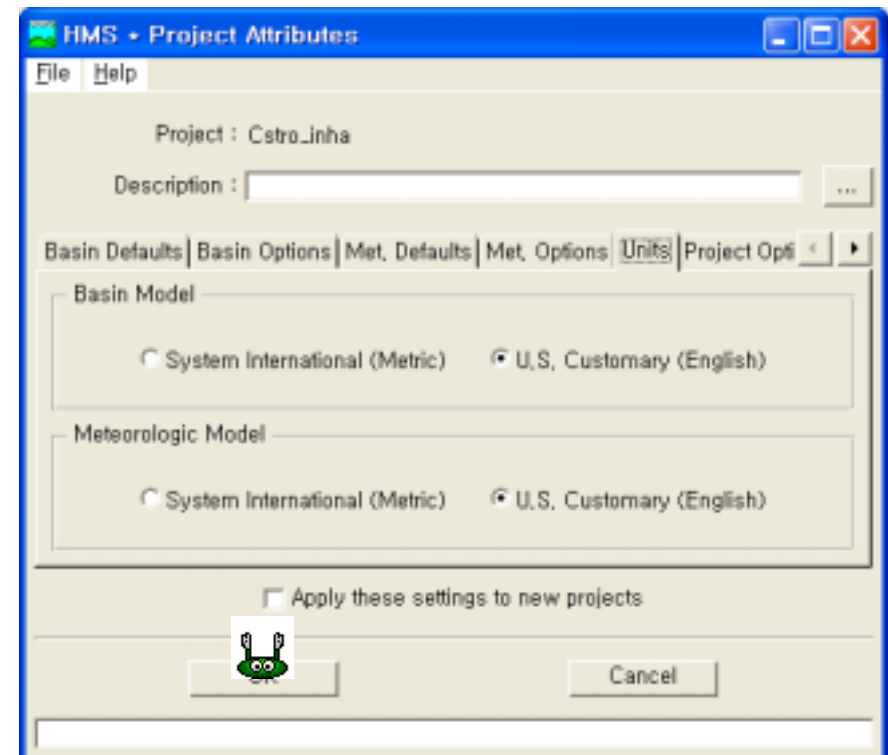 HMS * Project Attributes
File Help
Project : Cstro_inha
Description :
...
Basin Defaults Basin Options Met. Defaults Met. Options Units Project Opti
Basin Model
System International (Metric) U.S. Customary (English)
Meteorologic Model
System International (Metric) U.S. Customary (English)
Apply these settings to new projects
Cancel